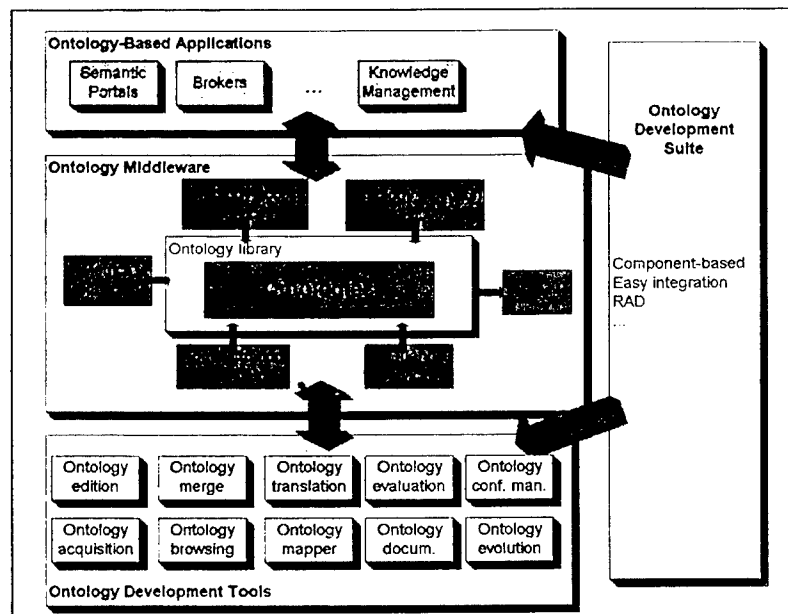 Ontology-Based Applications
Semantic
Portals
Brokers
...
Knowledge
Management
Ontology
Development
Suite
Component-based
Easy integration
RAD
...
Ontology Middleware
Ontology library
Ontology
edition
Ontology
merge
Ontology
translation
Ontology
evaluation
Ontology
conf. man.
Ontology
acquisition
Ontology
browsing
Ontology
mapper
Ontology
docum.
Ontology
evolution
Ontology Development Tools